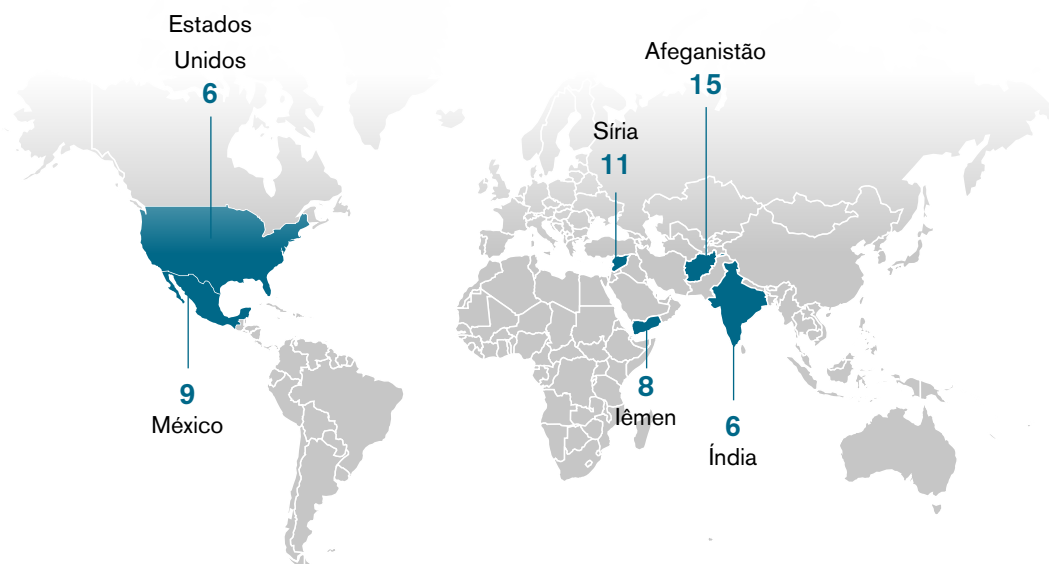 Estados
Unidos
6
Afeganistão
15
Síria
11
9
México
8
Iêmen
6
Índia